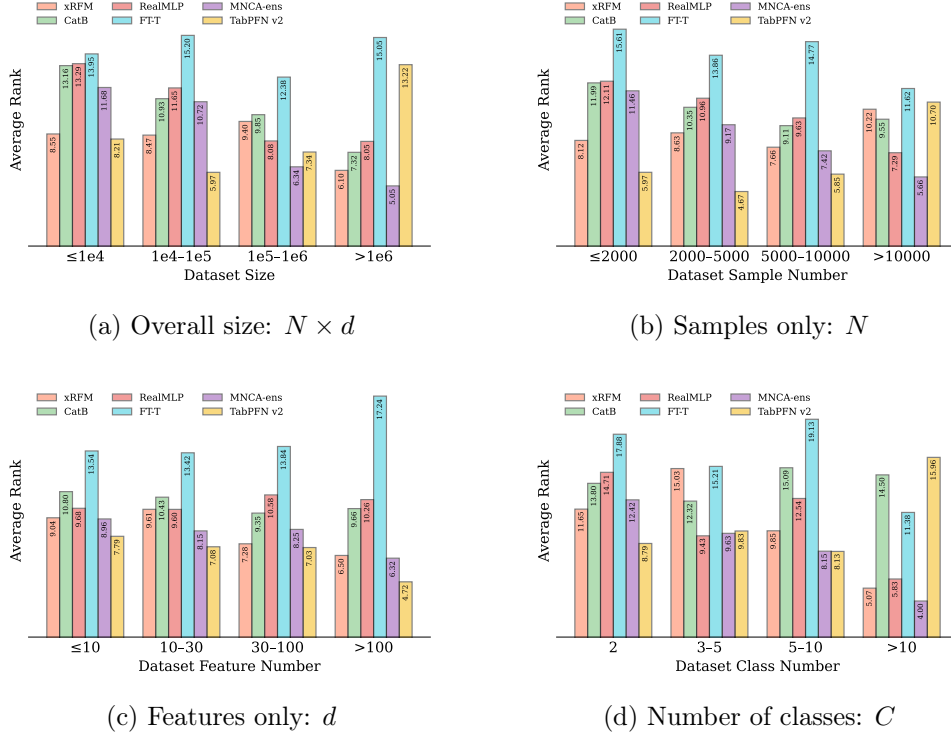 xRFM RealMLP MNCA-ens
CatB FT-T TabPFN v2
Average Rank
8.55 13.16 13.29 13.95 11.68 8.21
8.47 10.93 11.65 15.20 10.72 5.97
9.40 9.85 8.08 12.38 6.34 7.34
6.10 7.32 8.05 15.05 5.05 13.22
≤1e4 1e4–1e5 1e5–1e6 >1e6
Dataset Size
(a) Overall size: N × d
xRFM RealMLP MNCA-ens
CatB FT-T TabPFN v2
Average Rank
8.12 11.99 12.11 15.61 11.46 5.97
8.63 10.35 10.96 13.86 9.17 4.67
7.66 9.11 9.63 14.77 7.42 5.85
10.22 9.55 7.29 11.62 5.66 10.70
≤2000 2000–5000 5000–10000 >10000
Dataset Sample Number
(b) Samples only: N
xRFM RealMLP MNCA-ens
CatB FT-T TabPFN v2
Average Rank
9.04 10.80 9.68 13.54 8.96 7.79
9.61 10.43 9.60 13.42 8.15 7.08
7.28 9.35 10.58 13.84 8.25 7.03
6.50 9.66 10.26 17.24 6.32 4.72
≤10 10–30 30–100 >100
Dataset Feature Number
(c) Features only: d
xRFM RealMLP MNCA-ens
CatB FT-T TabPFN v2
Average Rank
11.65 13.80 14.71 17.88 12.42 8.79
15.03 12.32 9.43 15.21 9.63 9.83
9.85 15.09 12.54 19.13 8.15 8.13
5.07 14.50 5.83 11.38 4.00 15.96
2 3–5 5–10 >10
Dataset Class Number
(d) Number of classes: C